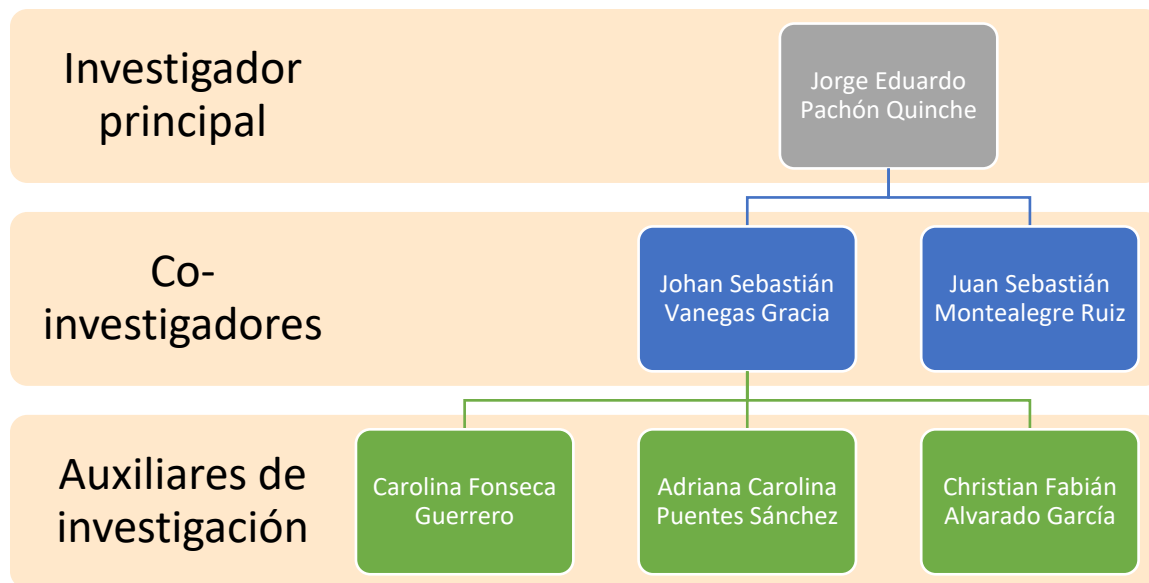 Investigador
principal
Jorge Eduardo
Pachón Quinche
Co-
investigadores
Johan Sebastián
Vanegas Gracia
Juan Sebastián
Montealegre Ruiz
Auxiliares de
investigación
Carolina Fonseca
Guerrero
Adriana Carolina
Puentes Sánchez
Christian Fabián
Alvarado García